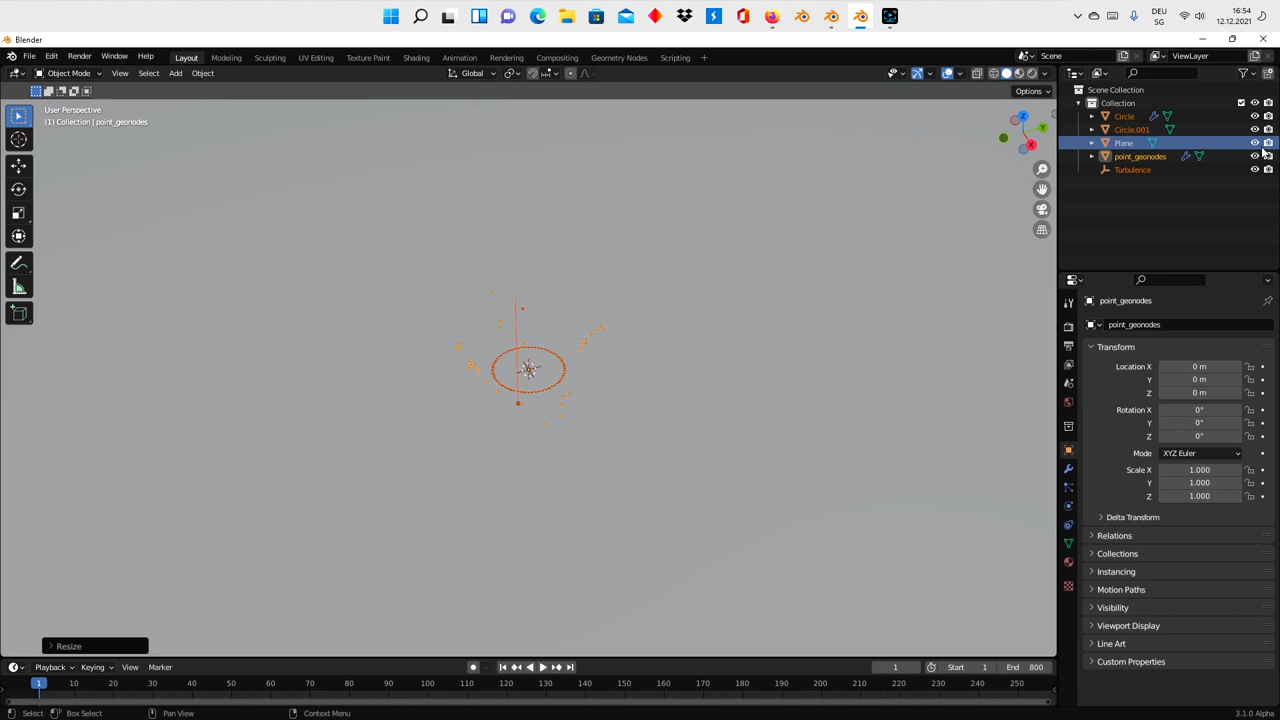 DEU
SG
16:54
12.12.2021
Blender
File Edit Render Window Help
Layout Modeling Sculpting UV Editing Texture Paint Shading Animation Rendering Compositing Geometry Nodes Scripting
Scene
ViewLayer
Object Mode View Select Add Object
Global
Options
User Perspective
(1) Collection | point_geonodes
Z
Y
X
Scene Collection
Collection
Circle
Circle.001
Plane
point_geonodes
Turbulence
point_geonodes
point_geonodes
Transform
Location X 0 m
Y 0 m
Z 0 m
Rotation X 0°
Y 0°
Z 0°
Mode XYZ Euler
Scale X 1.000
Y 1.000
Z 1.000
Delta Transform
Relations
Collections
Instancing
Motion Paths
Visibility
Viewport Display
Line Art
Custom Properties
Resize
Playback Keying View Marker
1
Start 1
End 800
1 10 20 30 40 50 60 70 80 90 100 110 120 130 140 150 160 170 180 190 200 210 220 230 240 250
Select Box Select Pan View Context Menu
3.1.0 Alpha